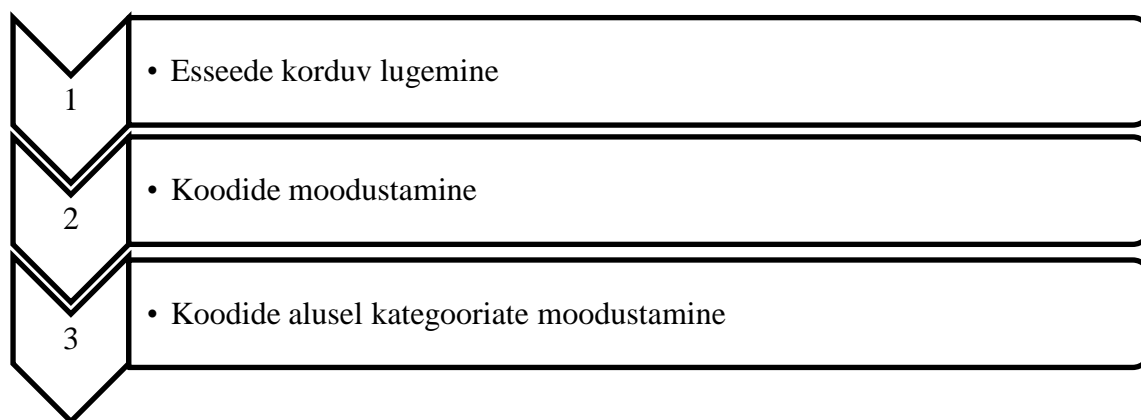 1
• Esseede korduv lugemine
2
• Koodide moodustamine
3
• Koodide alusel kategooriate moodustamine